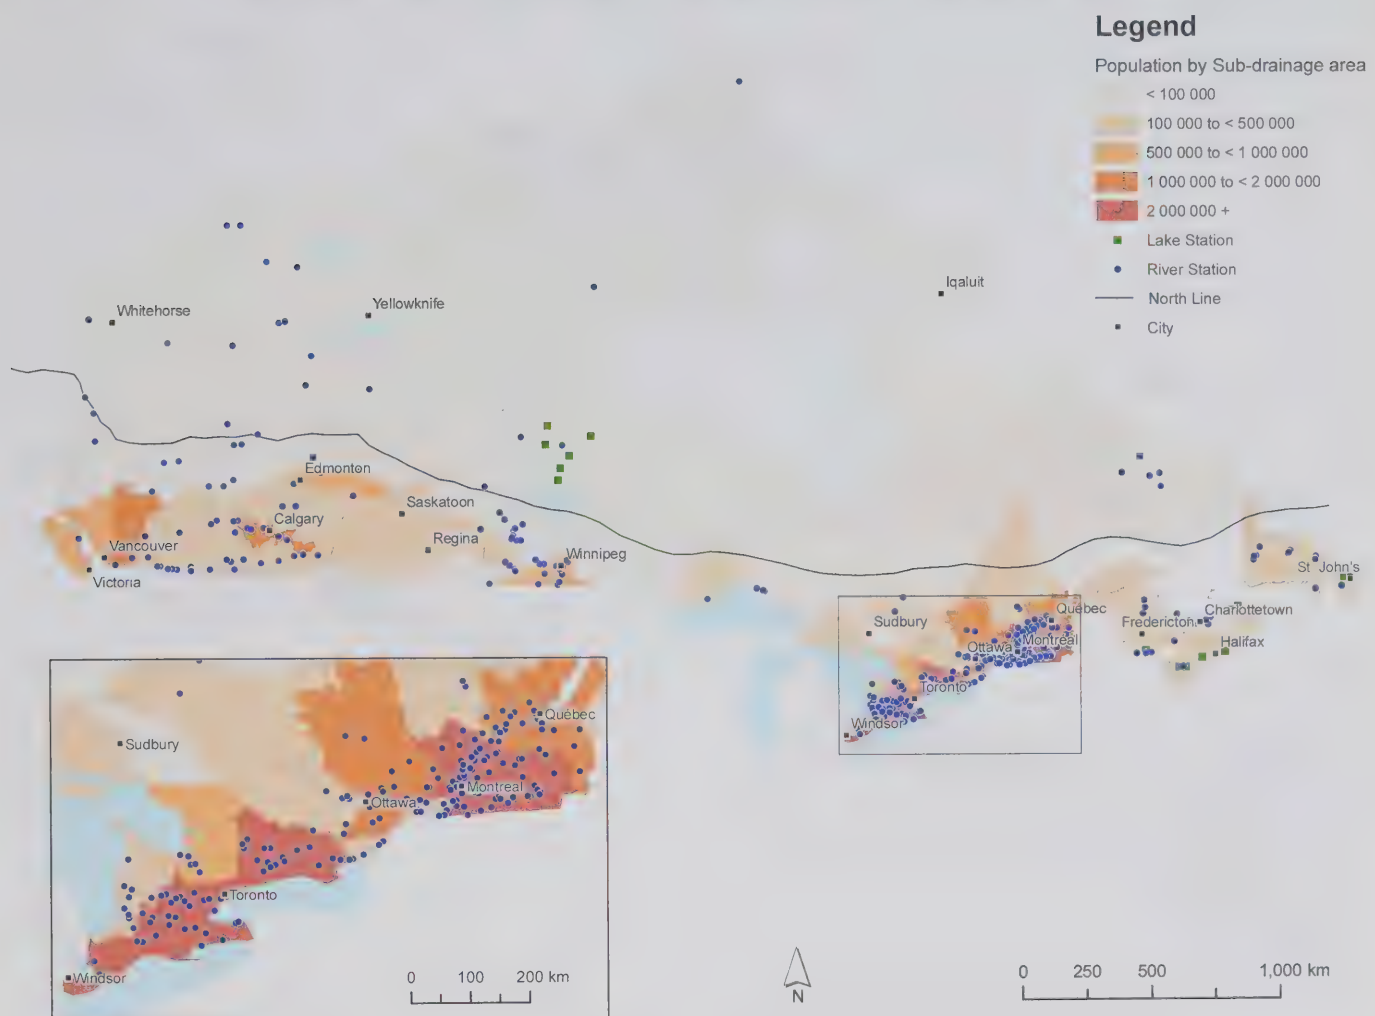 Legend
Population by Sub-drainage area
< 100 000
100 000 to < 500 000
500 000 to < 1 000 000
1 000 000 to < 2 000 000
2 000 000 +
Lake Station
River Station
North Line
City
Iqaluit
Whitehorse
Yellowknife
Edmonton
Saskatoon
Calgary
Regina
Vancouver
Winnipeg
Victoria
St John's
Québec
Charlottetown
Sudbury
Fredericton
Ottawa
Montreal
Halifax
Toronto
Windsor
Québec
Sudbury
Montreal
Ottawa
Toronto
Windsor
0 100 200 km
N
0 250 500 1,000 km